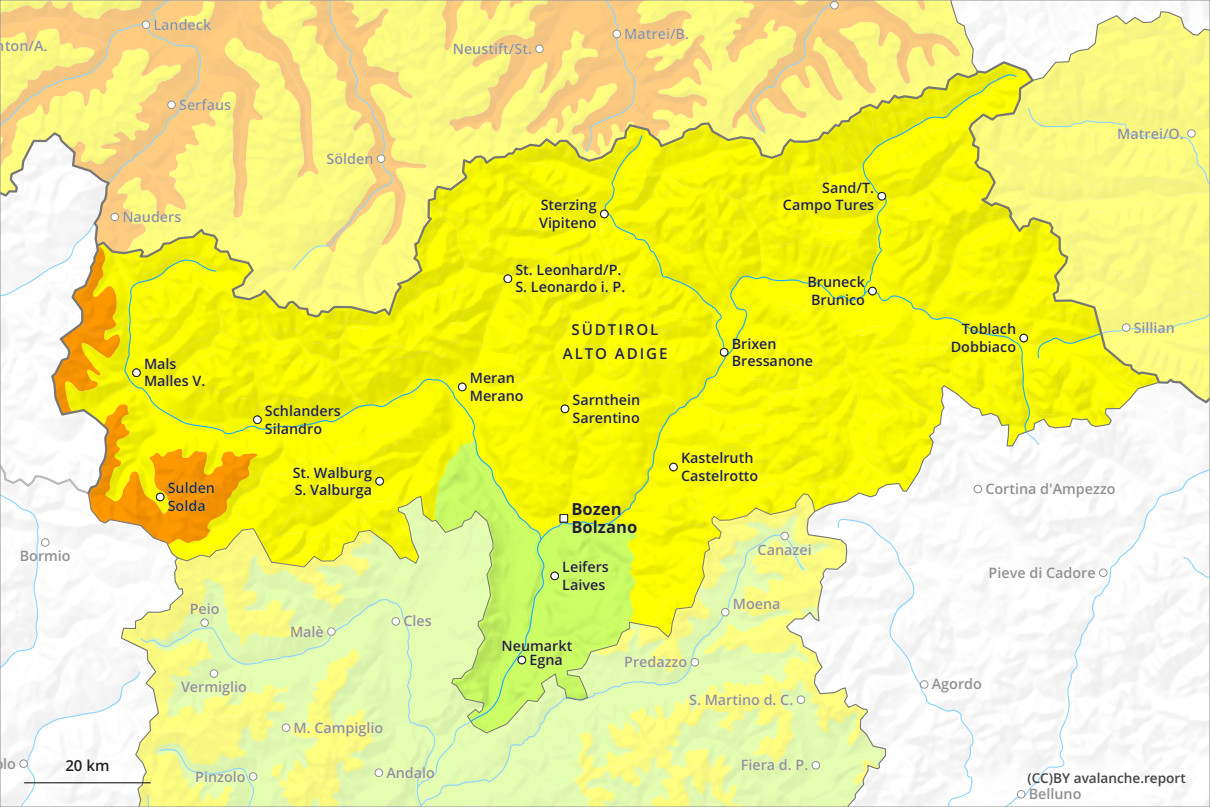 Landeck
nton/A.
Neustift/St.
Matrei/B.
Serfaus
Matrei/O.
Sölden
Nauders
Sand/T.
Campo Tures
Sterzing
Vipiteno
St. Leonhard/P.
S. Leonardo i. P.
Bruneck
Brunico
SÜDTIROL
ALTO ADIGE
Toblach
Dobbiaco
Sillian
Brixen
Bressanone
Mals
Malles V.
Meran
Merano
Sarnthein
Sarentino
Schlanders
Silandro
Kastelruth
Castelrotto
St. Walburg
S. Valburga
Sulden
Solda
Cortina d'Ampezzo
Bozen
Bolzano
Bormio
Canazei
Leifers
Laives
Pieve di Cadore
Peio
Moena
Cles
Malè
Neumarkt
Egna
Predazzo
Vermiglio
Agordo
S. Martino d. C.
M. Campiglio
olo
20 km
Pinzolo
Andalo
Fiera d. P.
(CC)BY avalanche.report
Belluno